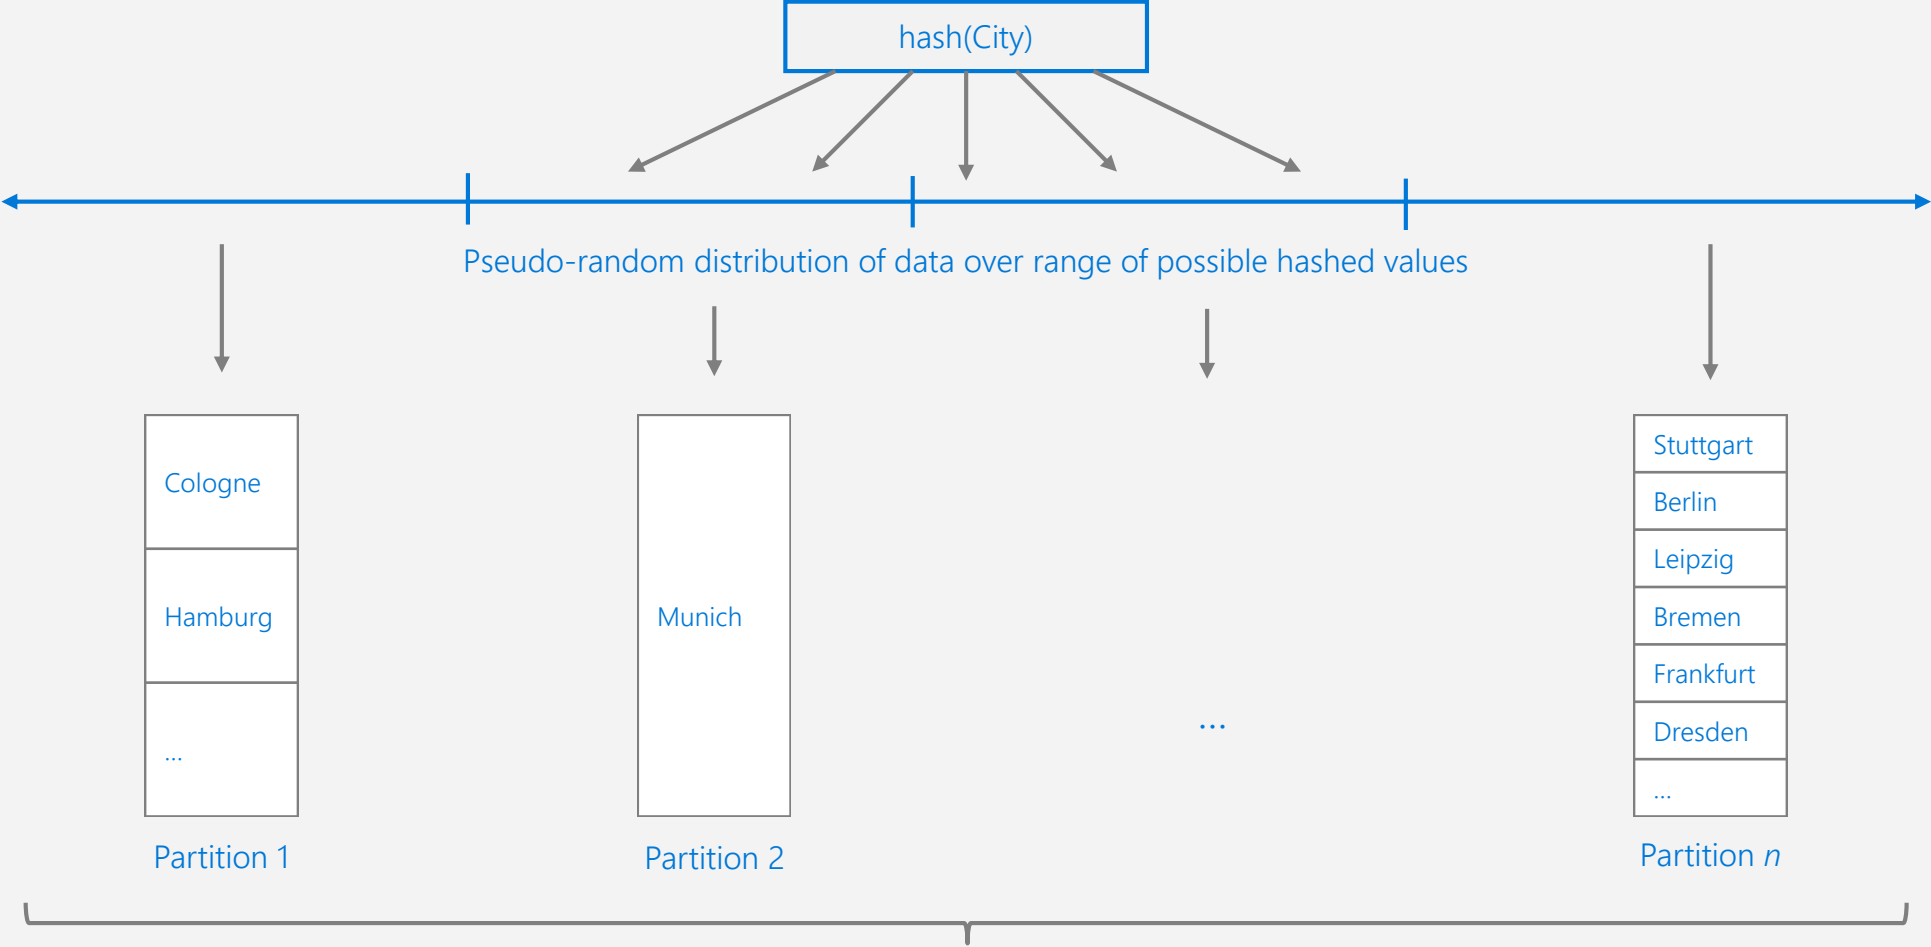 hash(City)
Pseudo-random distribution of data over range of possible hashed values
Cologne
Hamburg
...
Partition 1
Munich
Partition 2
...
Stuttgart
Berlin
Leipzig
Bremen
Frankfurt
Dresden
...
Partition n